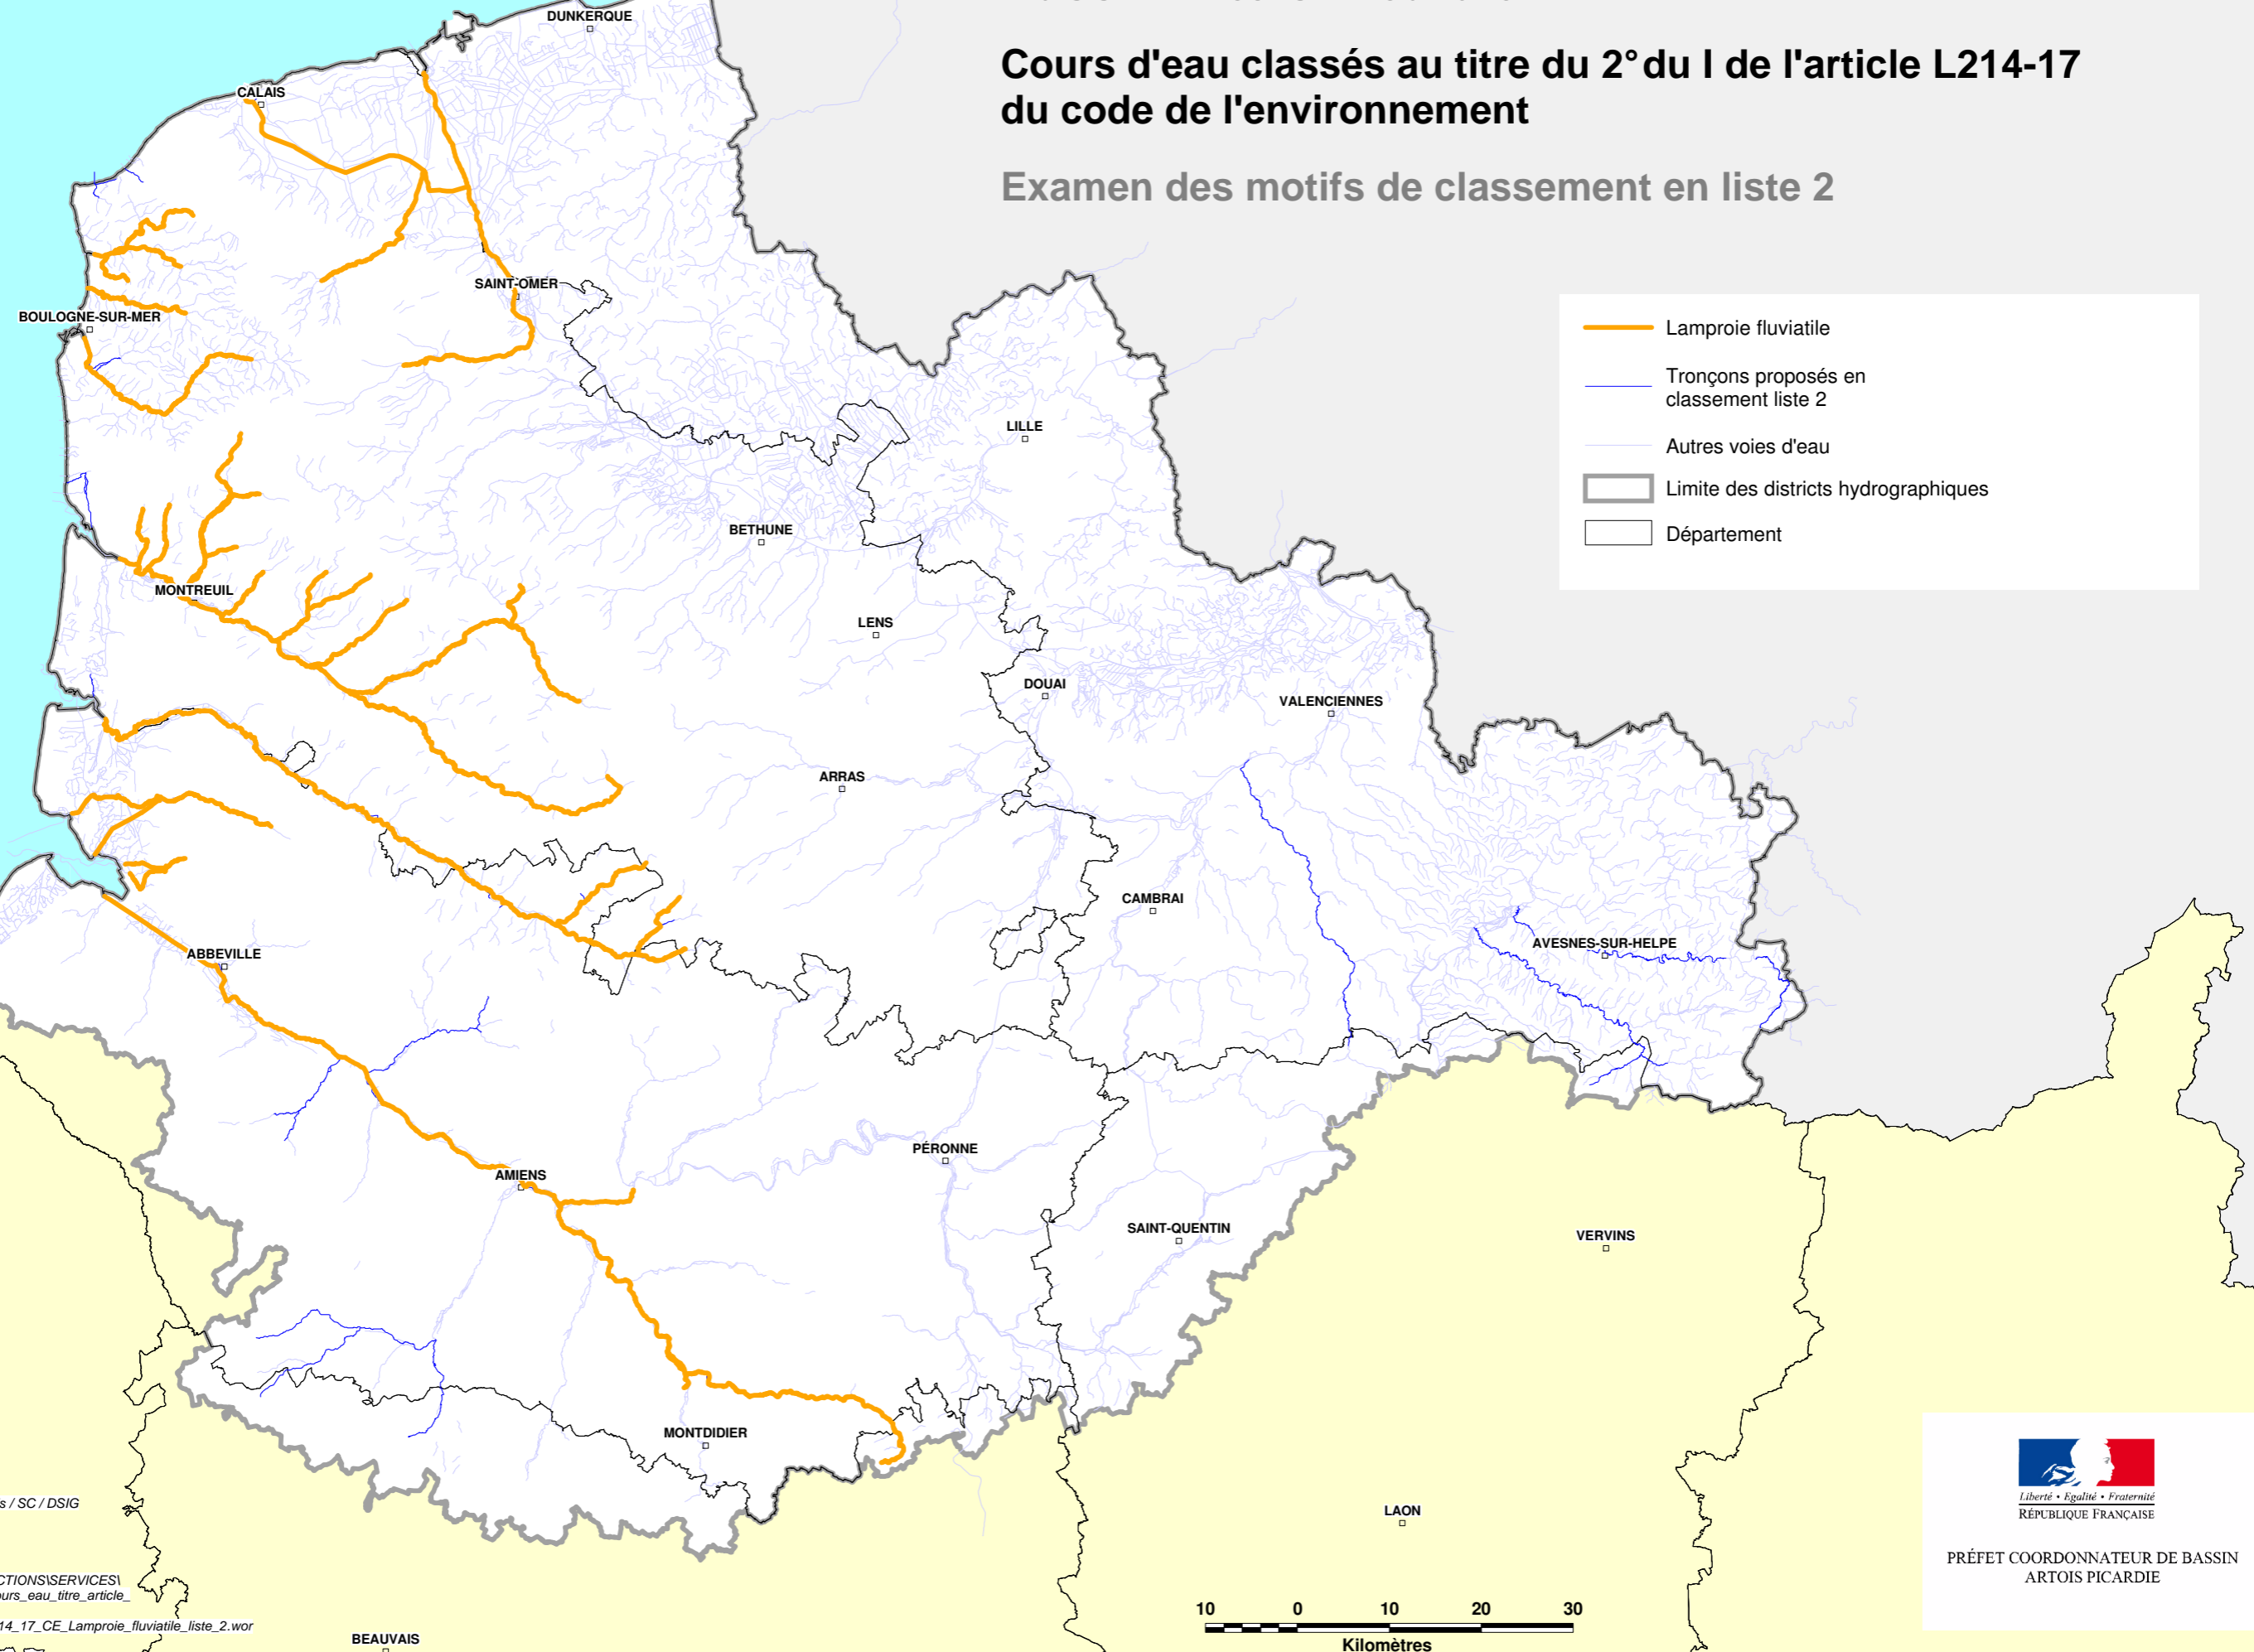 Cours d'eau classés au titre du 2° du I de l'article L214-17
du code de l'environnement
Examen des motifs de classement en liste 2
Lamproie fluviatile
Tronçons proposés en
classement liste 2
Autres voies d'eau
Limite des districts hydrographiques
Département
DUNKERQUE
CALAIS
SAINT-OMER
BOULOGNE-SUR-MER
LILLE
BETHUNE
MONTREUIL
LENS
DOUAI
VALENCIENNES
ARRAS
CAMBRAI
AVESNES-SUR-HELPE
ABBEVILLE
PÉRONNE
AMIENS
SAINT-QUENTIN
VERVINS
MONTDIDIER
LAON
BEAUVAIS
s / SC / DSIG
CTIONS\SERVICES\
ours_eau_titre_article_
14_17_CE_Lamproie_fluviatile_liste_2.wor
10 0 10 20 30
Kilomètres
Liberté • Egalité • Fraternité
RÉPUBLIQUE FRANÇAISE
PRÉFET COORDONNATEUR DE BASSIN
ARTOIS PICARDIE